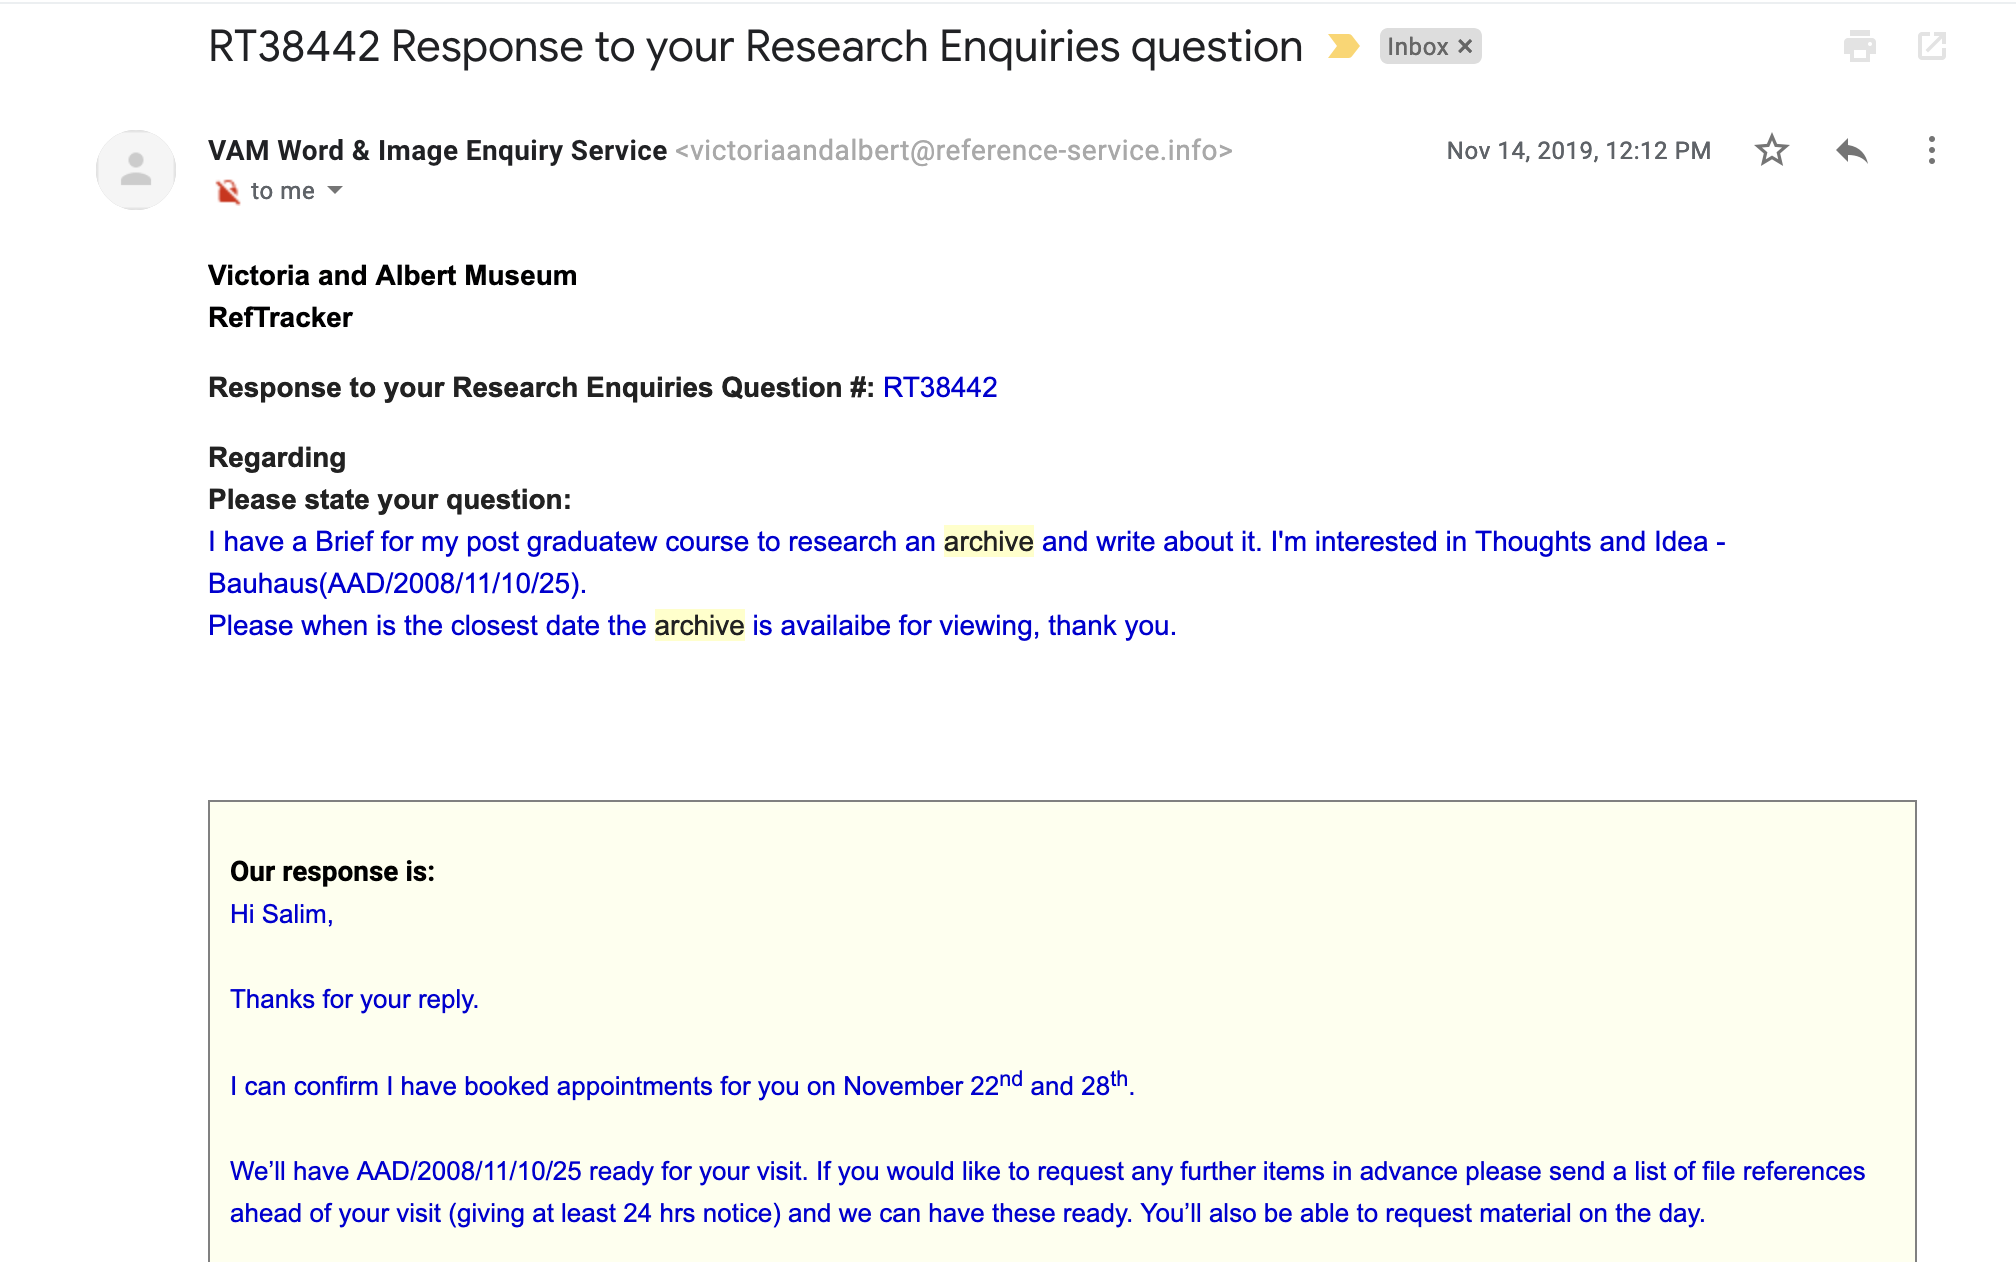 RT38442 Response to your Research Enquiries question Inbox ×
VAM Word & Image Enquiry Service <victoriaandalbert@reference-service.info> Nov 14, 2019, 12:12 PM
to me
Victoria and Albert Museum
RefTracker
Response to your Research Enquiries Question #: RT38442
Regarding
Please state your question:
I have a Brief for my post graduatew course to research an archive and write about it. I'm interested in Thoughts and Idea -
Bauhaus(AAD/2008/11/10/25).
Please when is the closest date the archive is availaibe for viewing, thank you.
Our response is:
Hi Salim,
Thanks for your reply.
I can confirm I have booked appointments for you on November 22nd and 28th.
We’ll have AAD/2008/11/10/25 ready for your visit. If you would like to request any further items in advance please send a list of file references
ahead of your visit (giving at least 24 hrs notice) and we can have these ready. You’ll also be able to request material on the day.